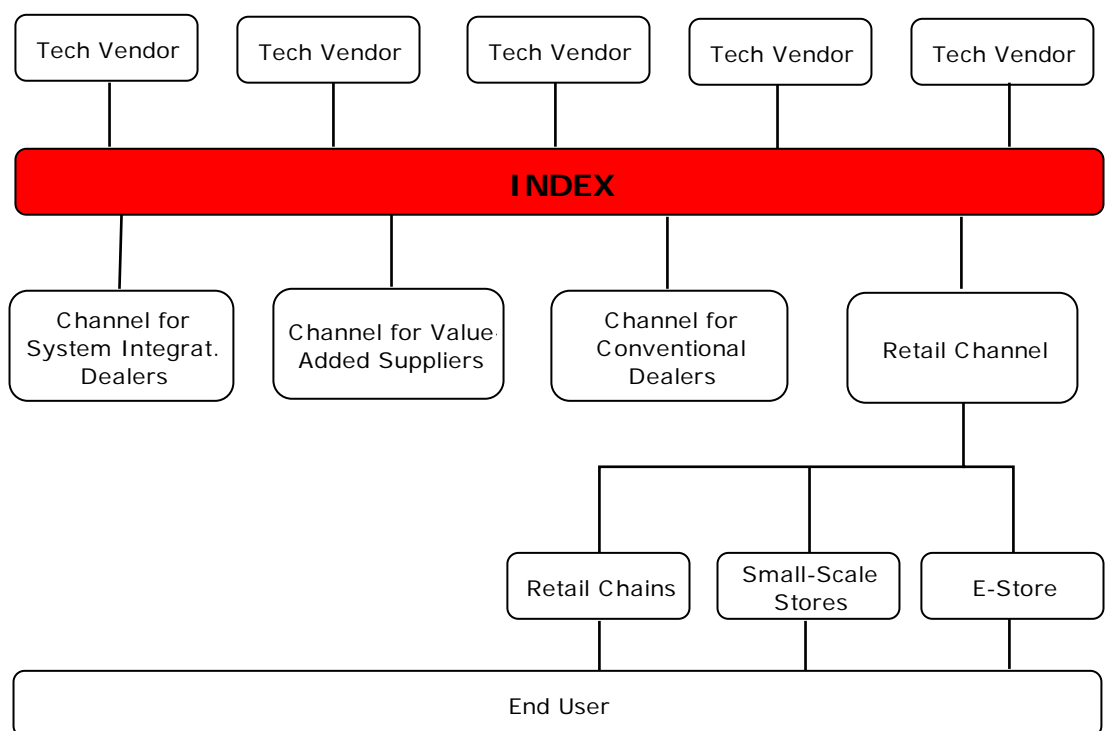 Tech Vendor
Tech Vendor
Tech Vendor
Tech Vendor
Tech Vendor
INDEX
Channel for
System Integrat.
Dealers
Channel for Value-
Added Suppliers
Channel for
Conventional
Dealers
Retail Channel
Retail Chains
Small-Scale
Stores
E-Store
End User